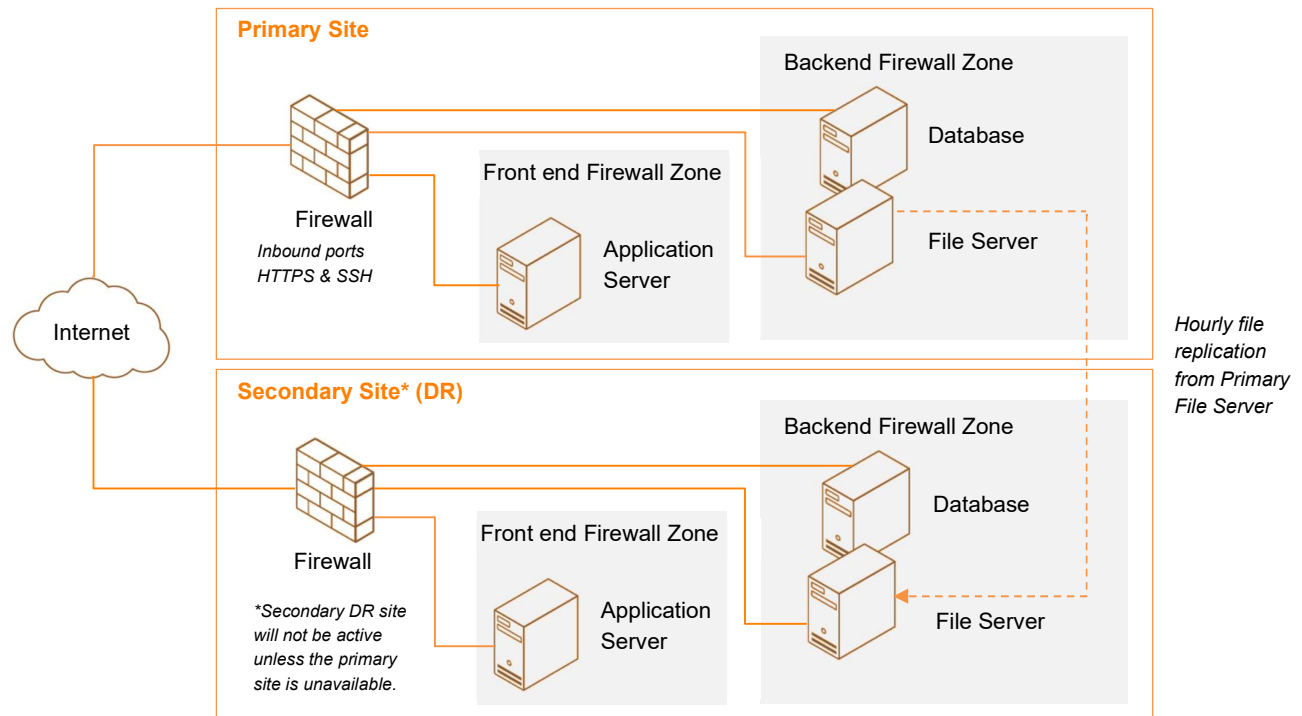 Primary Site
Backend Firewall Zone
Database
Front end Firewall Zone
Firewall
Inbound ports
HTTPS & SSH
Application
Server
File Server
Internet
Hourly file
replication
from Primary
File Server
Secondary Site* (DR)
Backend Firewall Zone
Database
Front end Firewall Zone
Firewall
*Secondary DR site
will not be active
unless the primary
site is unavailable.
Application
Server
File Server